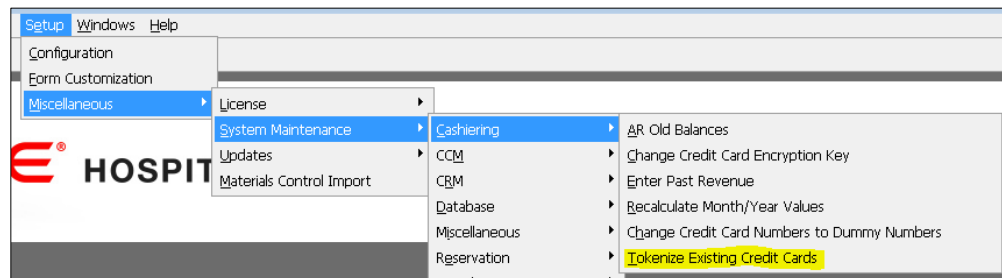 Setup Windows Help
Configuration
Form Customization
Miscellaneous
License
System Maintenance
Updates
Materials Control Import
Cashiering
CCM
CRM
Database
Miscellaneous
Reservation
AR Old Balances
Change Credit Card Encryption Key
Enter Past Revenue
Recalculate Month/Year Values
Change Credit Card Numbers to Dummy Numbers
Tokenize Existing Credit Cards
E® HOSPIT